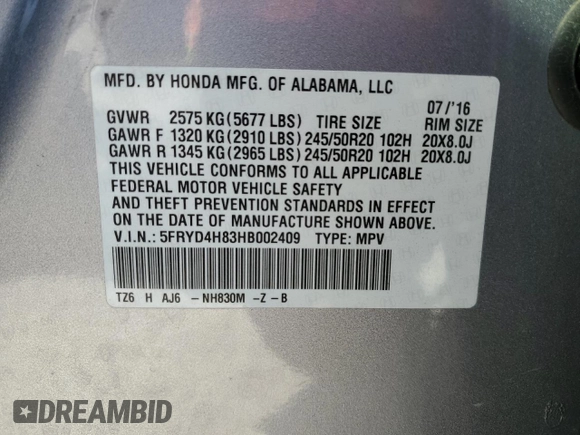 MFD. BY HONDA MFG. OF ALABAMA, LLC
07/'16
GVWR 2575 KG(5677 LBS) TIRE SIZE RIM SIZE
GAWR F 1320 KG(2910 LBS)245/50R20 102H 20X8.0J
GAWR R 1345 KG(2965 LBS)245/50R20 102H 20X8.0J
THIS VEHICLE CONFORMS TO ALL APPLICABLE
FEDERAL MOTOR VEHICLE SAFETY
AND THEFT PREVENTION STANDARDS IN EFFECT
ON THE DATE OF MANUFACTURE SHOWN ABOVE.
V.I.N.: 5FRYD4H83HB002409 TYPE: MPV
TZ6 H AJ6 -NH830M -Z-B
DREAMBID